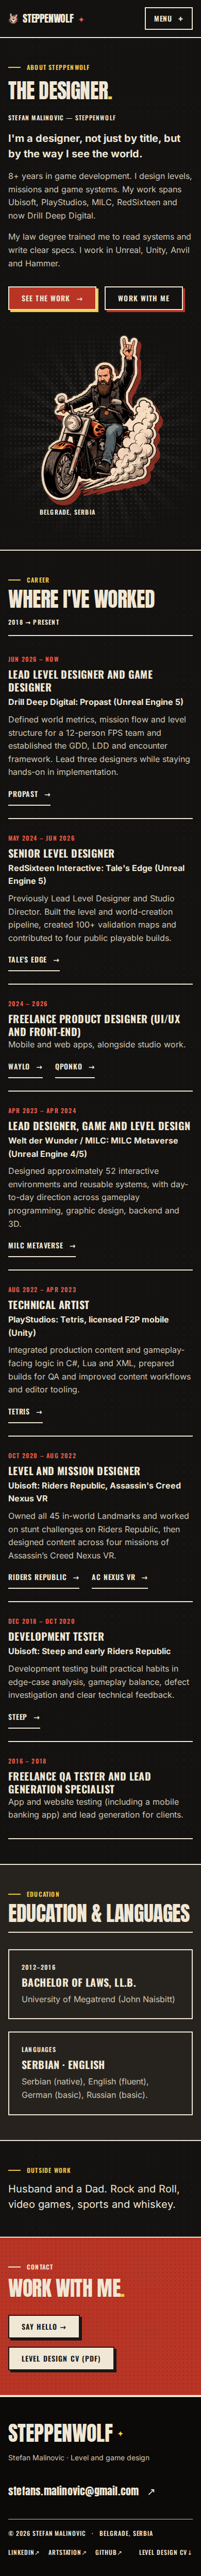 STEPPENWOLF
MENU +
ABOUT STEPPENWOLF
THE DESIGNER.
STEFAN MALINOVIC — STEPPENWOLF
I'm a designer, not just by title, but
by the way I see the world.
8+ years in game development. I design levels,
missions and game systems. My work spans
Ubisoft, PlayStudios, MILC, RedSixteen and
now Drill Deep Digital.
My law degree trained me to read systems and
write clear specs. I work in Unreal, Unity, Anvil
and Hammer.
SEE THE WORK →
WORK WITH ME
BELGRADE, SERBIA
CAREER
WHERE I'VE WORKED
2018 → PRESENT
JUN 2026 – NOW
LEAD LEVEL DESIGNER AND GAME
DESIGNER
Drill Deep Digital: Propast (Unreal Engine 5)
Defined world metrics, mission flow and level
structure for a 12-person FPS team and
established the GDD, LDD and encounter
framework. Lead three designers while staying
hands-on in implementation.
PROPAST →
MAY 2024 – JUN 2026
SENIOR LEVEL DESIGNER
RedSixteen Interactive: Tale's Edge (Unreal
Engine 5)
Previously Lead Level Designer and Studio
Director. Built the level and world-creation
pipeline, created 100+ validation maps and
contributed to four public playable builds.
TALE'S EDGE →
2024 – 2026
FREELANCE PRODUCT DESIGNER (UI/UX
AND FRONT-END)
Mobile and web apps, alongside studio work.
WAYLO → QPONKO →
APR 2023 – APR 2024
LEAD DESIGNER, GAME AND LEVEL DESIGN
Welt der Wunder / MILC: MILC Metaverse
(Unreal Engine 4/5)
Designed approximately 52 interactive
environments and reusable systems, with day-
to-day direction across gameplay
programming, graphic design, backend and
3D.
MILC METAVERSE →
AUG 2022 – APR 2023
TECHNICAL ARTIST
PlayStudios: Tetris, licensed F2P mobile
(Unity)
Integrated production content and gameplay-
facing logic in C#, Lua and XML, prepared
builds for QA and improved content workflows
and editor tooling.
TETRIS →
OCT 2020 – AUG 2022
LEVEL AND MISSION DESIGNER
Ubisoft: Riders Republic, Assassin's Creed
Nexus VR
Owned all 45 in-world Landmarks and worked
on stunt challenges on Riders Republic, then
designed content across four missions of
Assassin's Creed Nexus VR.
RIDERS REPUBLIC → AC NEXUS VR →
DEC 2018 – OCT 2020
DEVELOPMENT TESTER
Ubisoft: Steep and early Riders Republic
Development testing built practical habits in
edge-case analysis, gameplay balance, defect
investigation and clear technical feedback.
STEEP →
2016 – 2018
FREELANCE QA TESTER AND LEAD
GENERATION SPECIALIST
App and website testing (including a mobile
banking app) and lead generation for clients.
EDUCATION
EDUCATION & LANGUAGES
2012–2016
BACHELOR OF LAWS, LL.B.
University of Megatrend (John Naisbitt)
LANGUAGES
SERBIAN · ENGLISH
Serbian (native), English (fluent),
German (basic), Russian (basic).
OUTSIDE WORK
Husband and a Dad. Rock and Roll,
video games, sports and whiskey.
CONTACT
WORK WITH ME.
SAY HELLO →
LEVEL DESIGN CV (PDF)
STEPPENWOLF
Stefan Malinovic · Level and game design
stefans.malinovic@gmail.com ↗
© 2026 STEFAN MALINOVIC · BELGRADE, SERBIA
LINKEDIN↗ ARTSTATION↗ GITHUB↗ LEVEL DESIGN CV↓